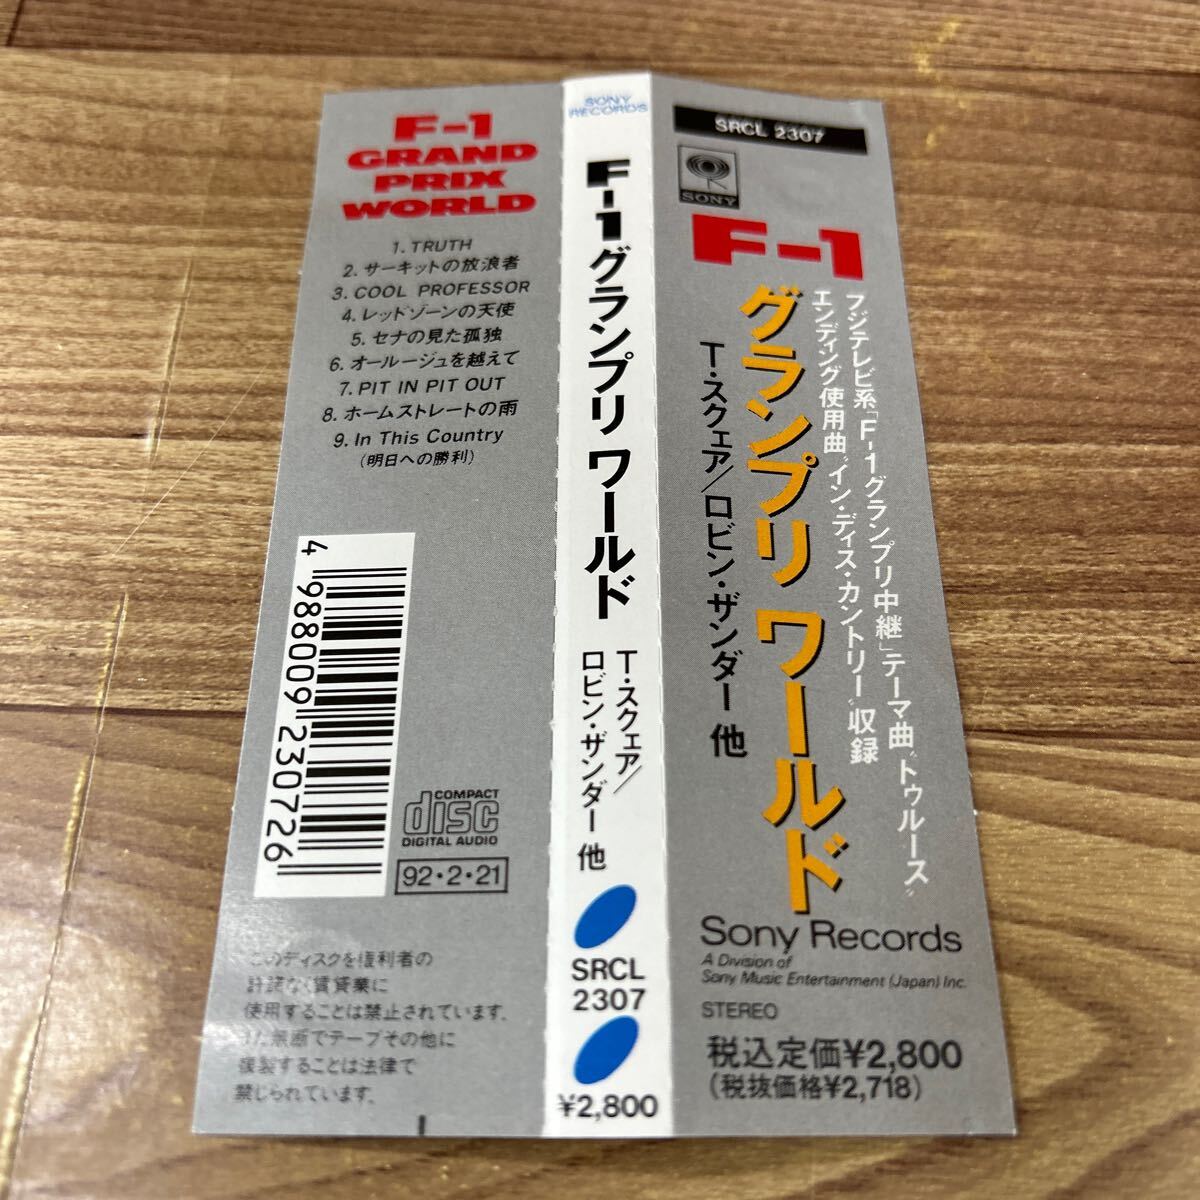 F-1
GRAND
PRIX
WORLD
1. TRUTH
2. サーキットの放浪者
3. COOL PROFESSOR
4. レッドゾーンの天使
5. セナの見た孤独
6. オールージュを越えて
7. PIT IN PIT OUT
8. ホームストレートの雨
9. In This Country
(明日への勝利)
4 988009 230726
COMPACT
disc
DIGITAL AUDIO
92・2・21
このディスクを権利者の
許諾なく賃貸業に
使用することは禁止されています。
又、無断でテープその他に
複製することは法律で
禁じられています。
SONY
RECORDS
F-1グランプリ ワールド
T・スクェア/
ロビン・ザンダー 他
SRCL
2307
¥2,800
SRCL 2307
SONY
F-1
グランプリ ワールド
フジテレビ系「F-1グランプリ中継」テーマ曲“トゥルース”
エンディング使用曲“イン・ディス・カントリー”収録
T・スクェア/ロビン・ザンダー 他
Sony Records
A Division of
Sony Music Entertainment (Japan) Inc.
STEREO
税込定価¥2,800
(税抜価格¥2,718)